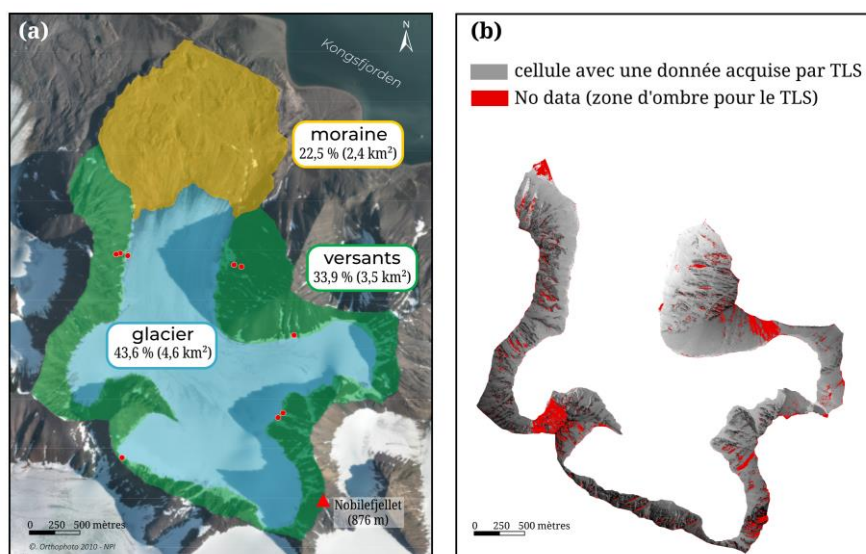 (a)
N
Kongsfjorden
moraine
22,5 % (2,4 km²)
versants
33,9 % (3,5 km²)
glacier
43,6 % (4,6 km²)
Nobilefjellet
(876 m)
0 250 500 mètres
©. Orthophoto 2010 - NPI
(b)
cellule avec une donnée acquise par TLS
No data (zone d'ombre pour le TLS)
0 250 500 mètres